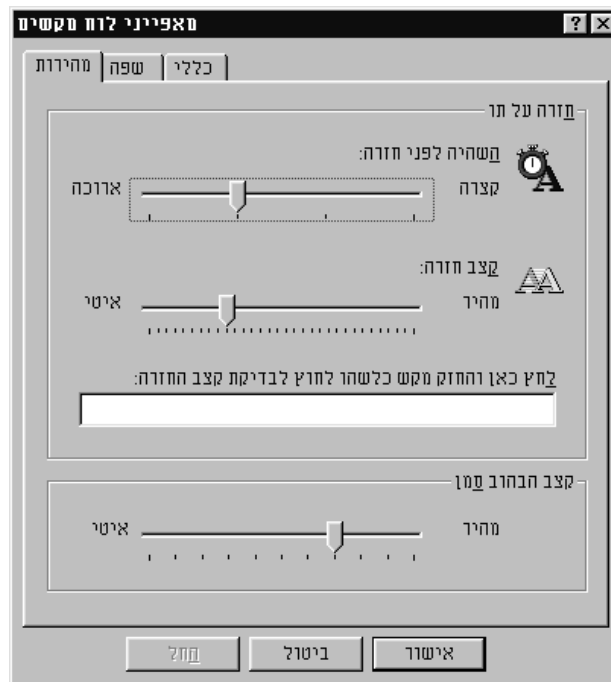 מאפייני לוח מקשים
מהירות שפה כללי
חזרה על תו
השהיה לפני חזרה:
קצרה ארוכה
קצב חזרה:
מהיר איטי
לחץ כאן והחזק מקש כלשהו לחוץ לבדיקת קצב החזרה:
קצב הבהוב סמן
מהיר איטי
אישור ביטול החל